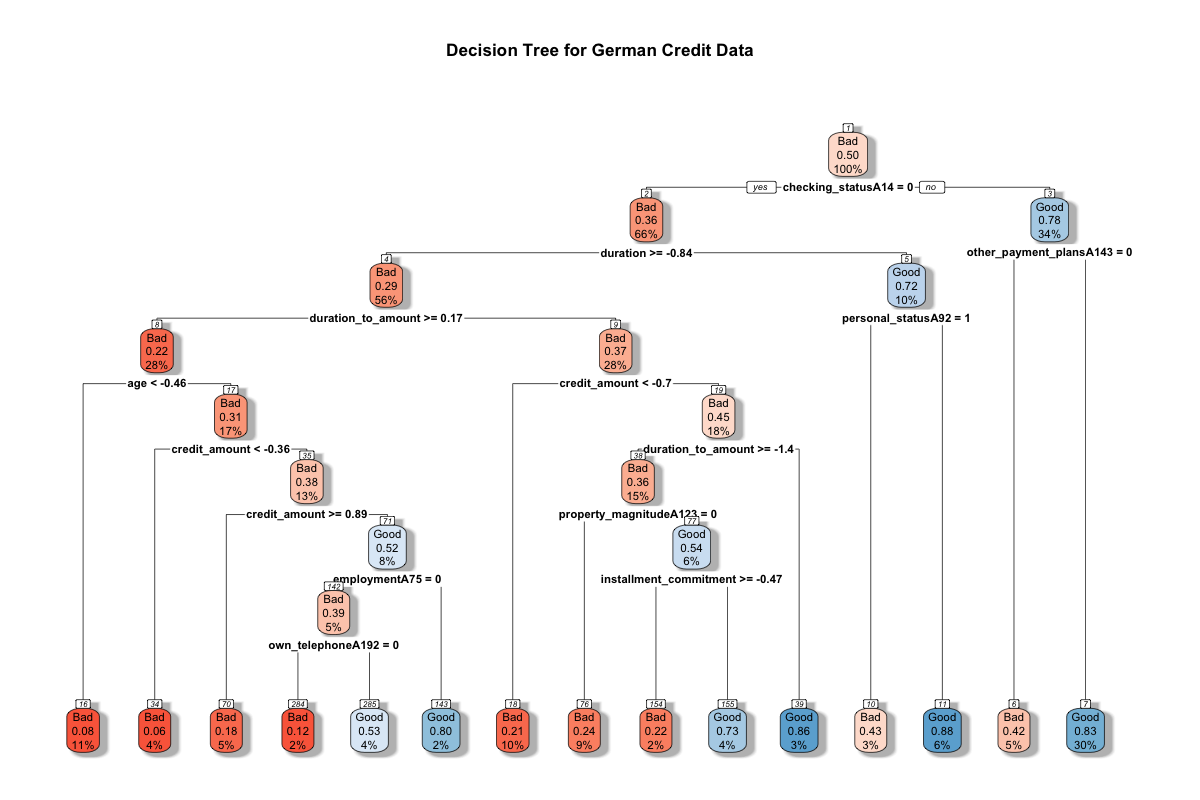 Decision Tree for German Credit Data
1
Bad
0.50
100%
yes
checking_statusA14 = 0
no
2
Bad
0.36
66%
3
Good
0.78
34%
duration >= -0.84
other_payment_plansA143 = 0
4
Bad
0.29
56%
5
Good
0.72
10%
duration_to_amount >= 0.17
personal_statusA92 = 1
8
Bad
0.22
28%
9
Bad
0.37
28%
age < -0.46
credit_amount < -0.7
17
Bad
0.31
17%
19
Bad
0.45
18%
credit_amount < -0.36
duration_to_amount >= -1.4
35
Bad
0.38
13%
38
Bad
0.36
15%
credit_amount >= 0.89
property_magnitudeA123 = 0
71
Good
0.52
8%
77
Good
0.54
6%
employmentA75 = 0
installment_commitment >= -0.47
142
Bad
0.39
5%
own_telephoneA192 = 0
16
Bad
0.08
11%
34
Bad
0.06
4%
70
Bad
0.18
5%
284
Bad
0.12
2%
285
Good
0.53
4%
143
Good
0.80
2%
18
Bad
0.21
10%
76
Bad
0.24
9%
154
Bad
0.22
2%
155
Good
0.73
4%
39
Good
0.86
3%
10
Bad
0.43
3%
11
Good
0.88
6%
6
Bad
0.42
5%
7
Good
0.83
30%